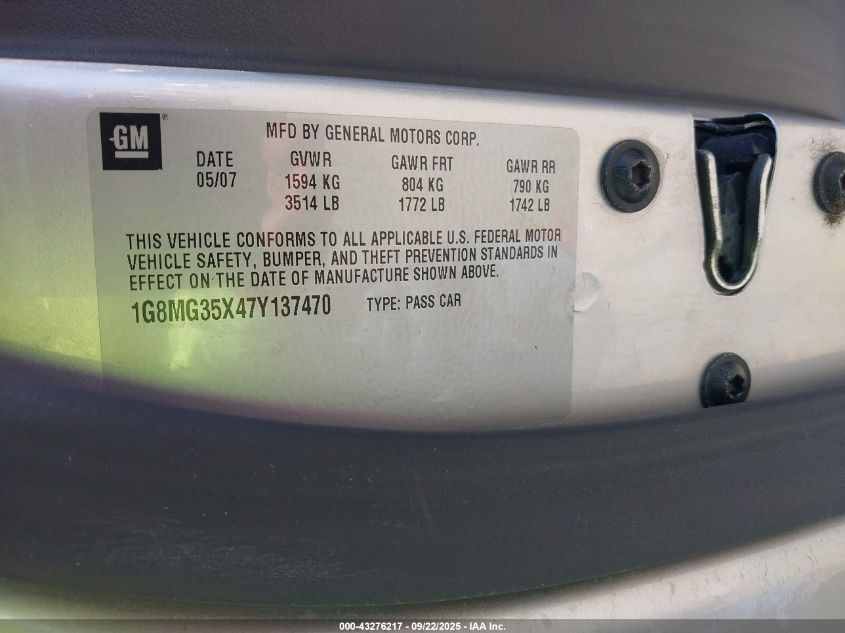 GM
MFD BY GENERAL MOTORS CORP.
DATE GVWR GAWR FRT GAWR RR
05/07 1594 KG 804 KG 790 KG
3514 LB 1772 LB 1742 LB
THIS VEHICLE CONFORMS TO ALL APPLICABLE U.S. FEDERAL MOTOR
VEHICLE SAFETY, BUMPER, AND THEFT PREVENTION STANDARDS IN
EFFECT ON THE DATE OF MANUFACTURE SHOWN ABOVE.
1G8MG35X47Y137470 TYPE: PASS CAR
000-43276217 - 09/22/2025 - IAA Inc.